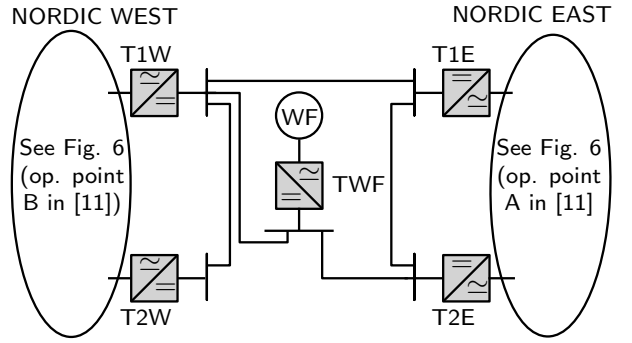 NORDIC WEST
NORDIC EAST
T1W
T1E
WF
See Fig. 6
(op. point
B in [11])
See Fig. 6
(op. point
A in [11]
TWF
T2W
T2E